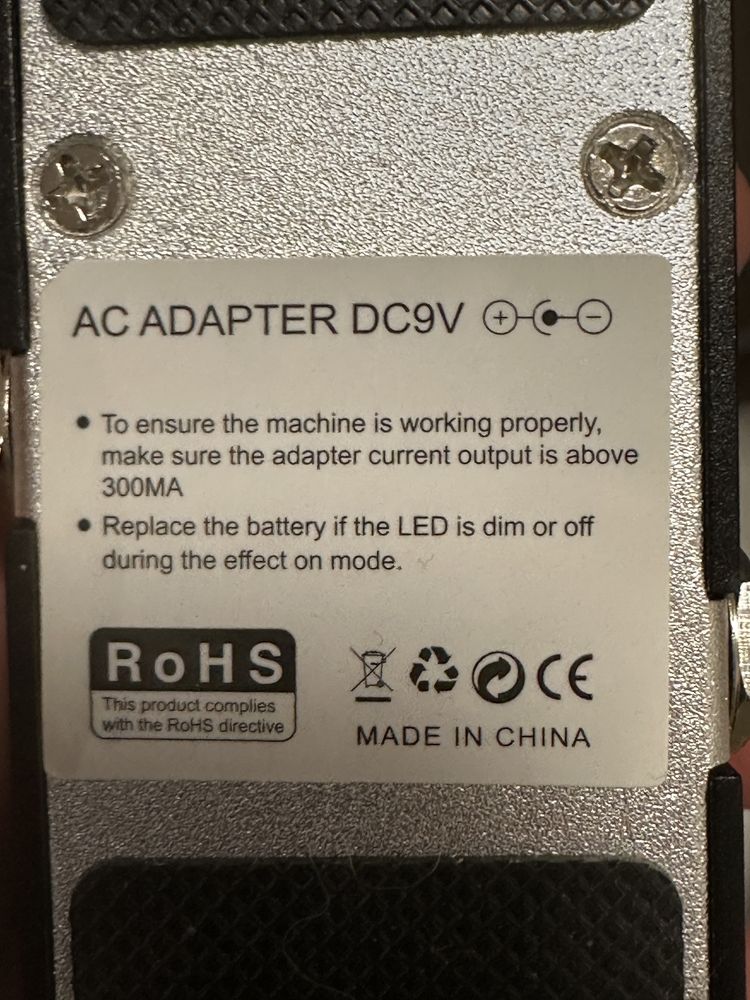 AC ADAPTER DC9V
• To ensure the machine is working properly,
make sure the adapter current output is above
300MA
• Replace the battery if the LED is dim or off
during the effect on mode.
RoHS
This product complies
with the RoHS directive
CE
MADE IN CHINA